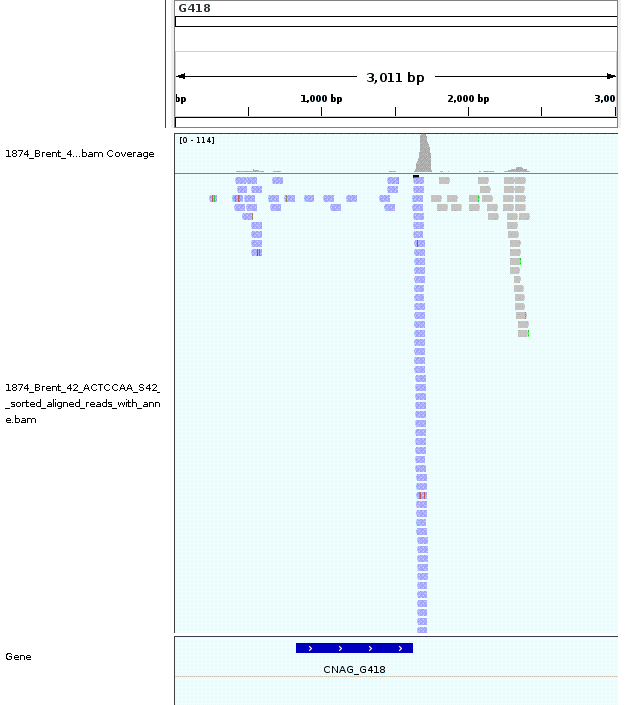 G418
3,011 bp
bp 1,000 bp 2,000 bp 3,00
[0 - 114]
1874_Brent_4...bam Coverage
1874_Brent_42_ACTCCAA_S42_
_sorted_aligned_reads_with_ann
e.bam
Gene
CNAG_G418